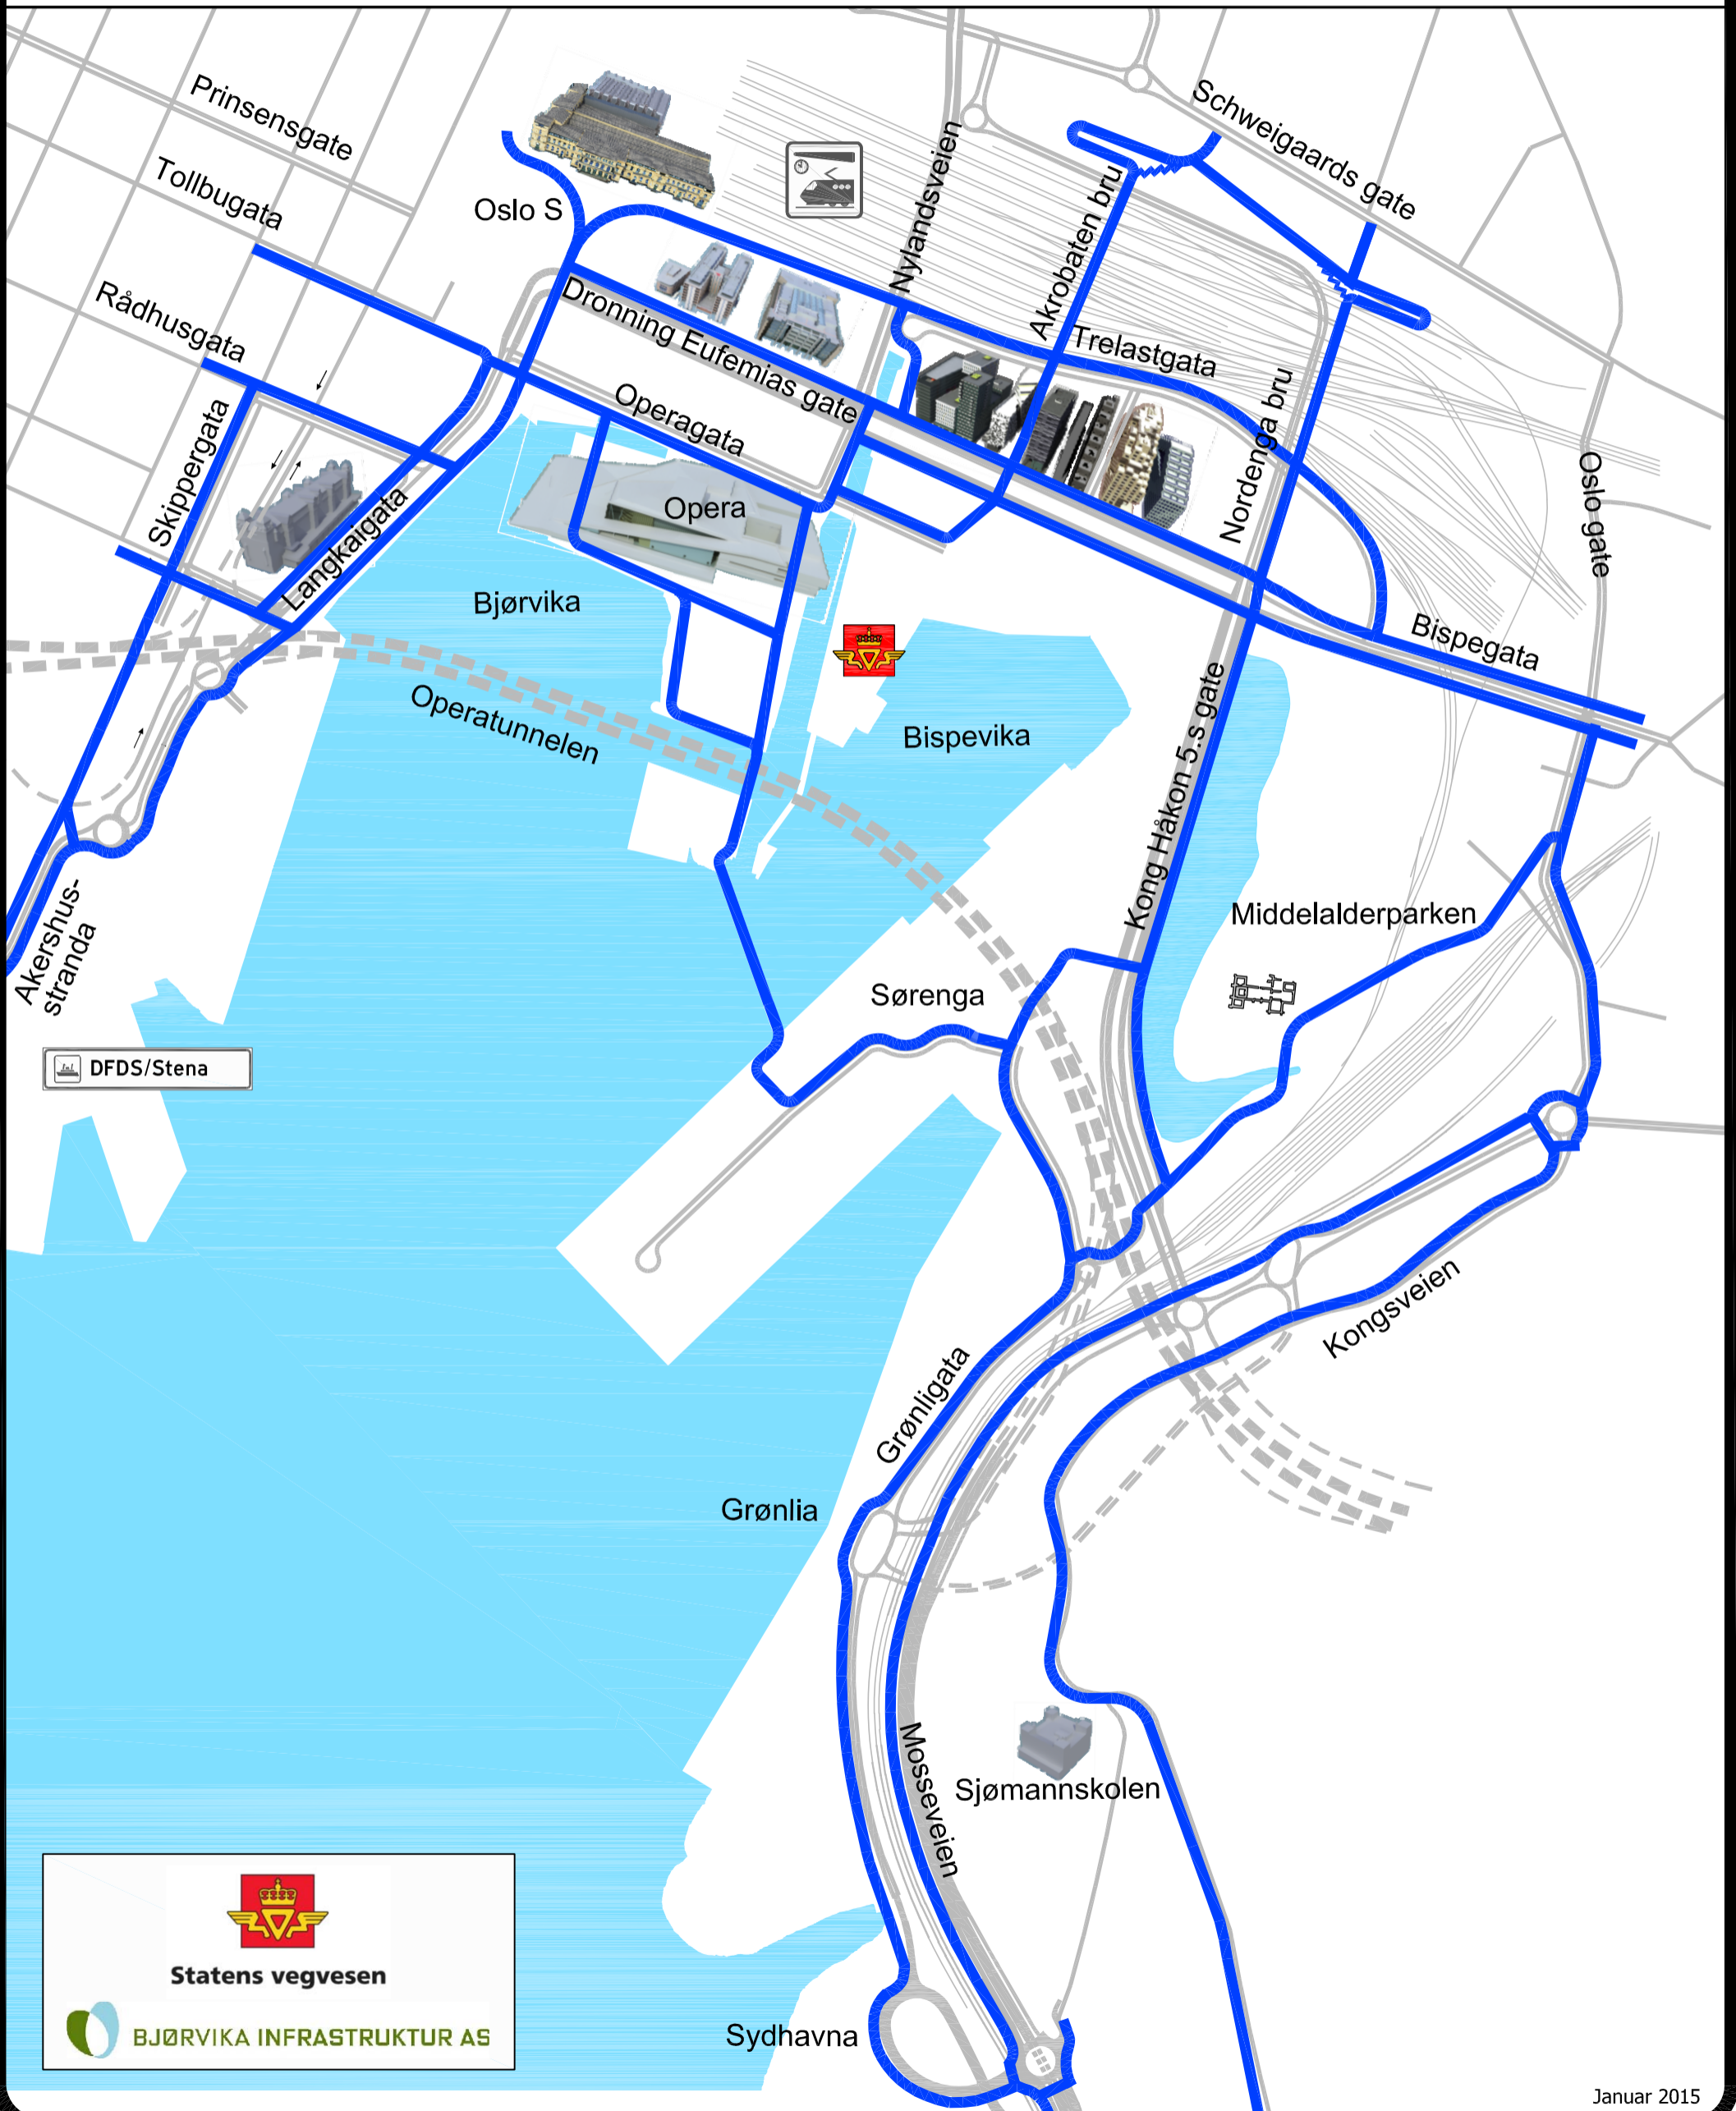 Prinsensgate
Schweigaards gate
Tollbugata
Nylandsveien
Akrobaten bru
Oslo S
Rådhusgata
Dronning Eufemias gate
Trelastgata
Nordenga bru
Operagata
Skippergata
Opera
Oslo gate
Langkaigata
Bjørvika
Bispegata
Operatunnelen
Bispevika
Kong Håkon 5.s gate
Middelalderparken
Akershus-
stranda
Sørenga
DFDS/Stena
Kongsveien
Grønligata
Grønlia
Mosseveien
Sjømannskolen
Statens vegvesen
BJØRVIKA INFRASTRUKTUR AS
Sydhavna
Januar 2015